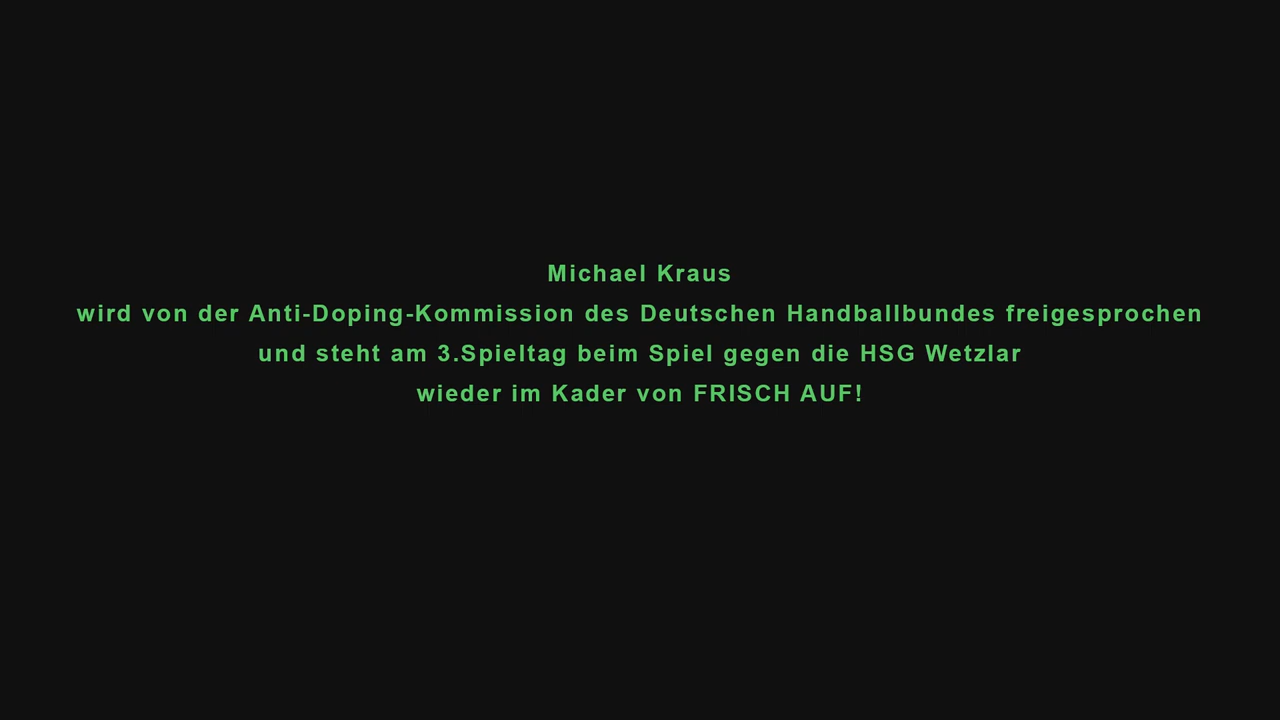 Michael Kraus
wird von der Anti-Doping-Kommission des Deutschen Handballbundes freigesprochen
und steht am 3.Spieltag beim Spiel gegen die HSG Wetzlar
wieder im Kader von FRISCH AUF!